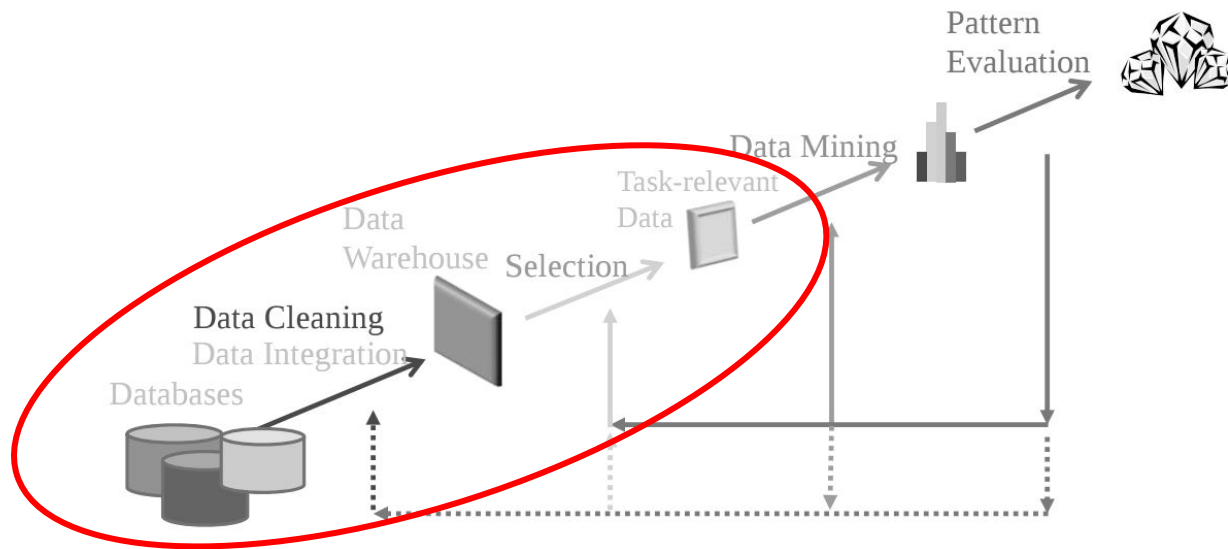 Pattern
Evaluation
Data Mining
Task-relevant
Data
Data
Warehouse
Selection
Data Cleaning
Data Integration
Databases